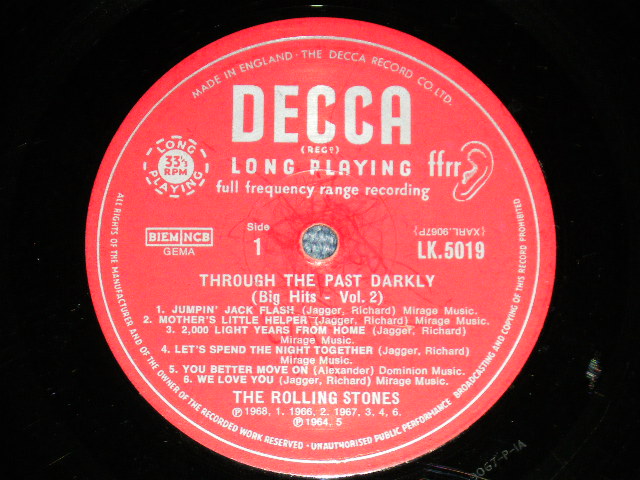 MADE IN ENGLAND · THE DECCA RECORD CO. LTD.
DECCA
(REGD)
LONG PLAYING
33⅓ RPM
LONG PLAYING ffrr
full frequency range recording
BIEM NCB
GEMA
Side
1
{XARL.9067P}
LK.5019
THROUGH THE PAST DARKLY
(Big Hits - Vol. 2)
1. JUMPIN' JACK FLASH (Jagger, Richard) Mirage Music.
2. MOTHER'S LITTLE HELPER (Jagger, Richard) Mirage Music.
3. 2,000 LIGHT YEARS FROM HOME (Jagger, Richard)
Mirage Music.
4. LET'S SPEND THE NIGHT TOGETHER (Jagger, Richard)
Mirage Music.
5. YOU BETTER MOVE ON (Alexander) Dominion Music.
6. WE LOVE YOU (Jagger, Richard) Mirage Music.
THE ROLLING STONES
℗ 1968, 1. 1966, 2. 1967, 3, 4, 6.
℗ 1964, 5
ALL RIGHTS OF THE MANUFACTURER AND OF THE OWNER OF THE RECORDED WORK RESERVED · UNAUTHORISED PUBLIC PERFORMANCE BROADCASTING AND COPYING OF THIS RECORD PROHIBITED